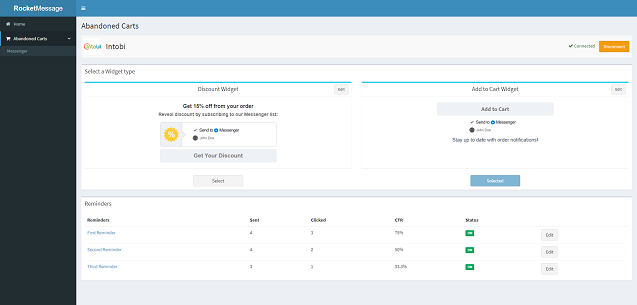 RocketMessage
Home
Abandoned Carts
Messenger
Abandoned Carts
intobi Intobi
Connected Disconnect
Select a Widget type
Discount Widget Edit
Get 15% off from your order
Reveal discount by subscribing to our Messenger list:
Send to Messenger
John Doe
Get Your Discount
Select
Add to Cart Widget Edit
Add to Cart
Send to Messenger
John Doe
Stay up to date with order notifications!
Selected
Reminders
Reminders Sent Clicked CTR Status
First Reminder 4 3 75% ON Edit
Second Reminder 4 2 50% ON Edit
Third Reminder 3 1 33.3% ON Edit